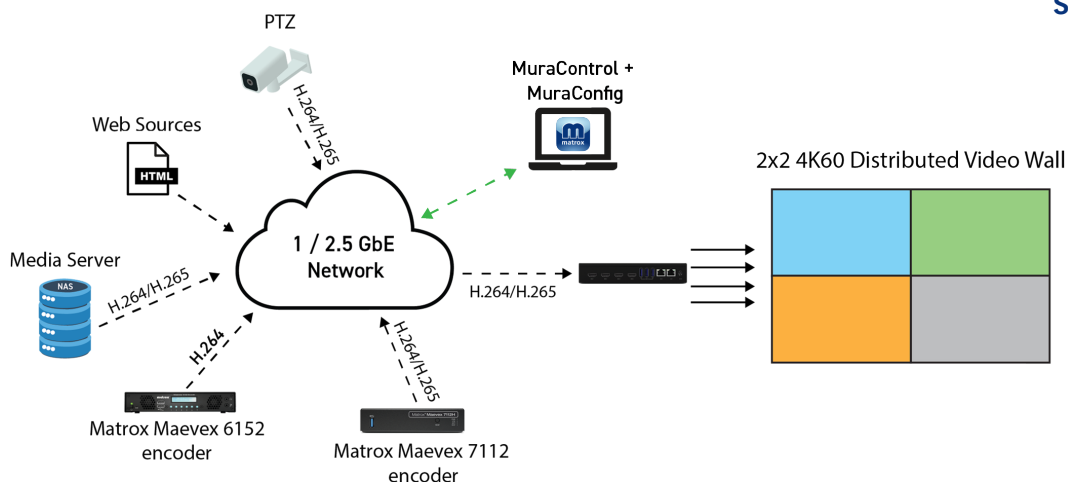 S
PTZ
MuraControl +
MuraConfig
matrox
H.264/H.265
Web Sources
HTML
2x2 4K60 Distributed Video Wall
1 / 2.5 GbE
Network
Media Server
NAS
H.264/H.265
H.264/H.265
H.264
H.264/H.265
Matrox Maevex 6152
encoder
Matrox Maevex 7112
encoder